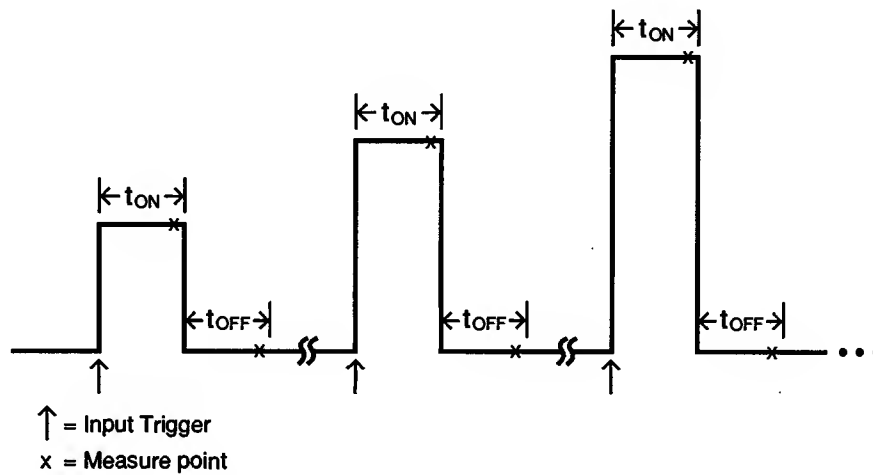 tON
tON
tON
tOFF
tOFF
tOFF
↑ = Input Trigger
x = Measure point